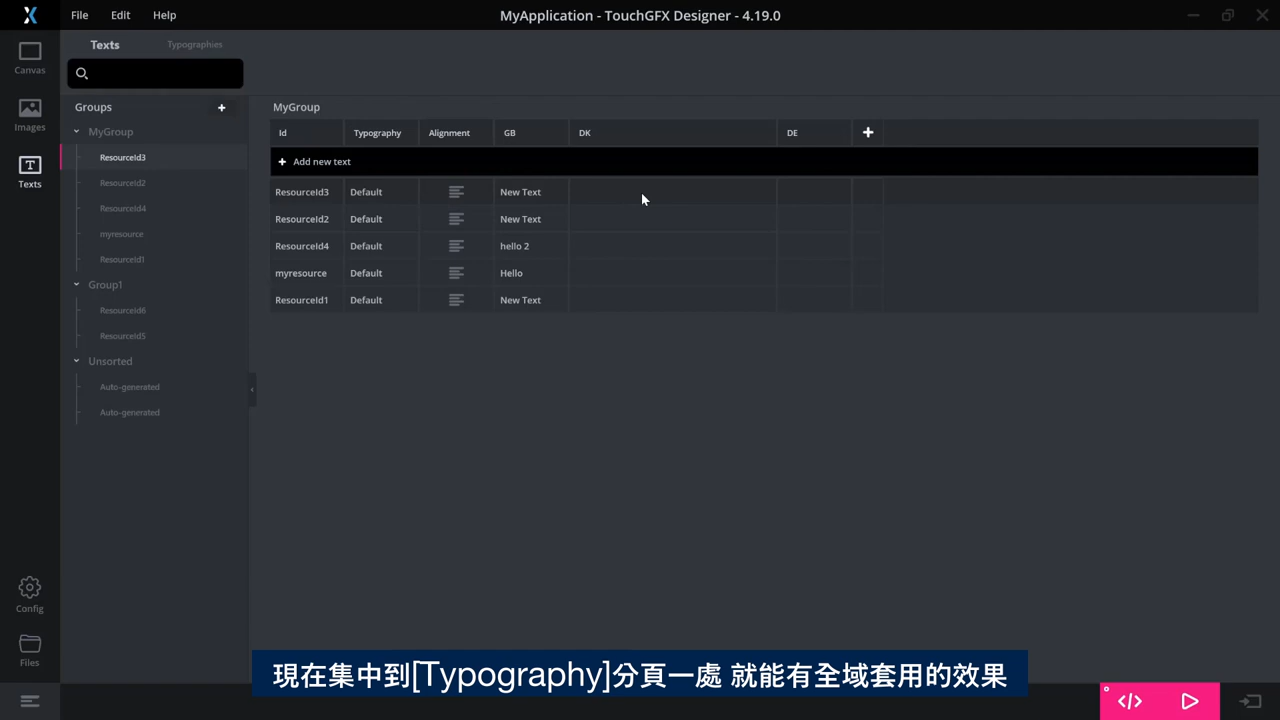 File Edit Help MyApplication - TouchGFX Designer - 4.19.0
Canvas
Images
Texts
Config
Files
Texts Typographies
Groups +
MyGroup
ResourceId3
ResourceId2
ResourceId4
myresource
ResourceId1
Group1
ResourceId6
ResourceId5
Unsorted
Auto-generated
Auto-generated
MyGroup
Id Typography Alignment GB DK DE +
+ Add new text
ResourceId3 Default New Text
ResourceId2 Default New Text
ResourceId4 Default hello 2
myresource Default Hello
ResourceId1 Default New Text
現在集中到[Typography]分頁一處 就能有全域套用的效果